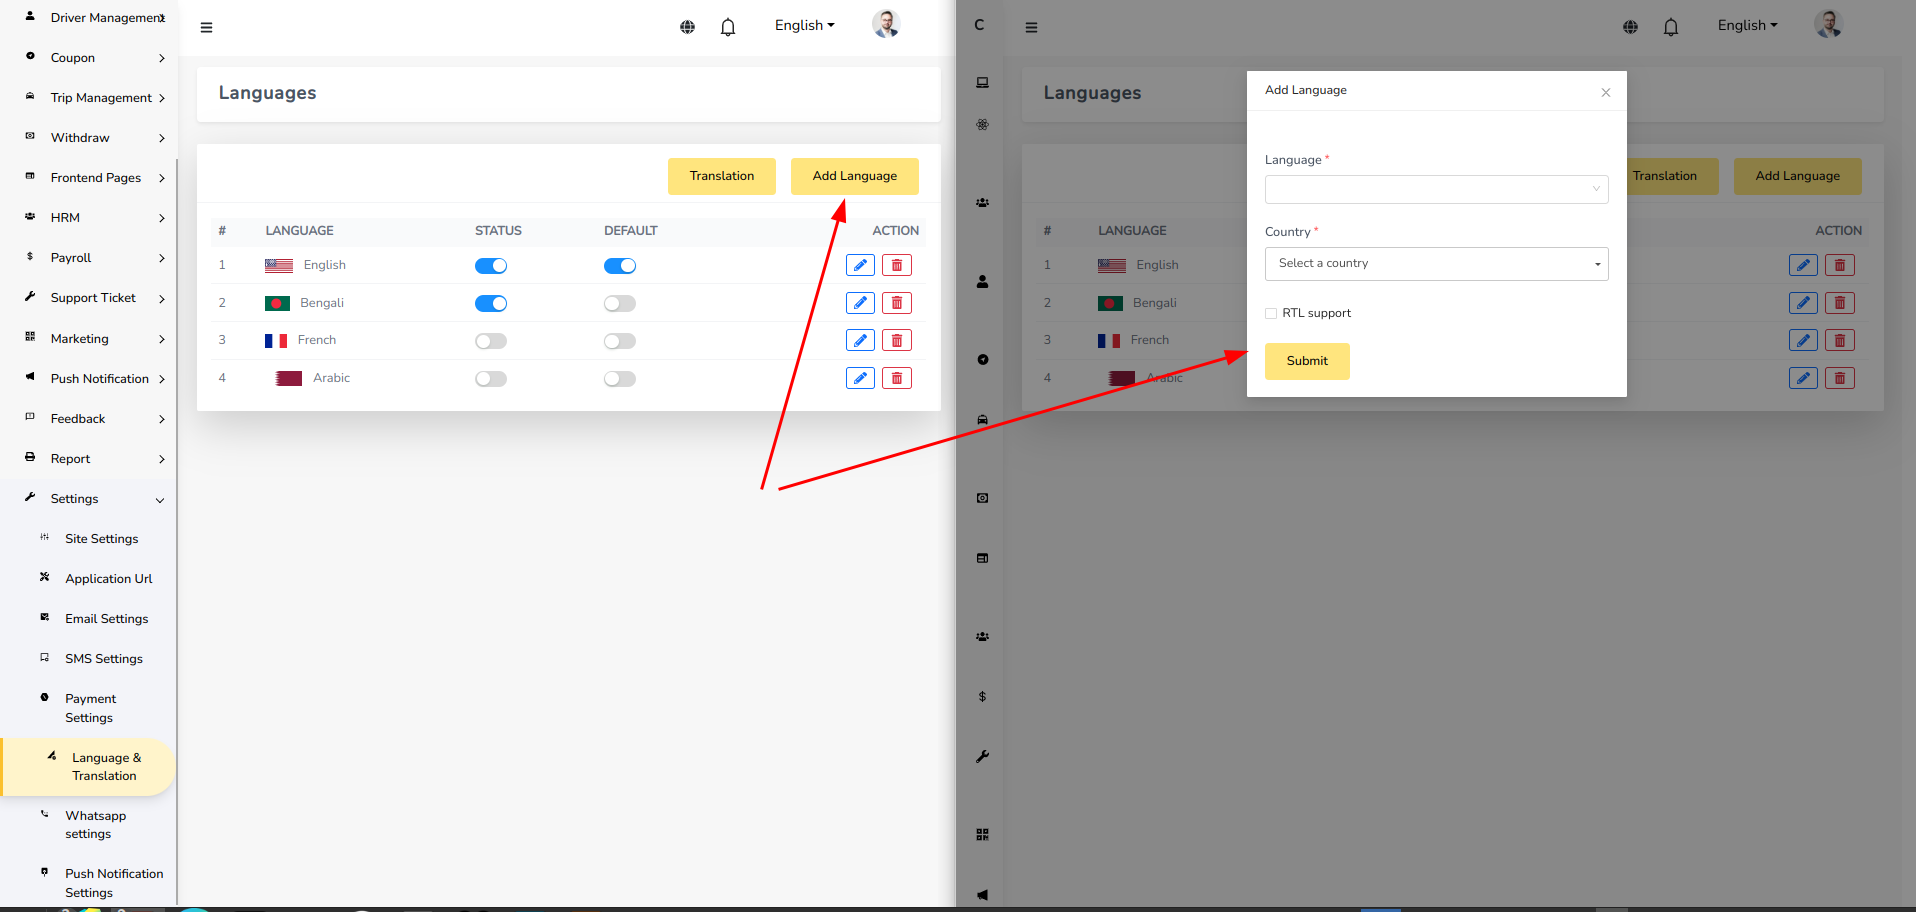 Driver Management
Coupon
Trip Management
Withdraw
Frontend Pages
HRM
Payroll
Support Ticket
Marketing
Push Notification
Feedback
Report
Settings
Site Settings
Application Url
Email Settings
SMS Settings
Payment
Settings
Language &
Translation
Whatsapp
settings
Push Notification
Settings
English
Languages
Translation Add Language
# LANGUAGE STATUS DEFAULT ACTION
1 English
2 Bengali
3 French
4 Arabic
C
English
Languages
Translation Add Language
# LANGUAGE ACTION
1 English
2 Bengali
3 French
4 Arabic
Add Language
Language *
Country *
Select a country
RTL support
Submit